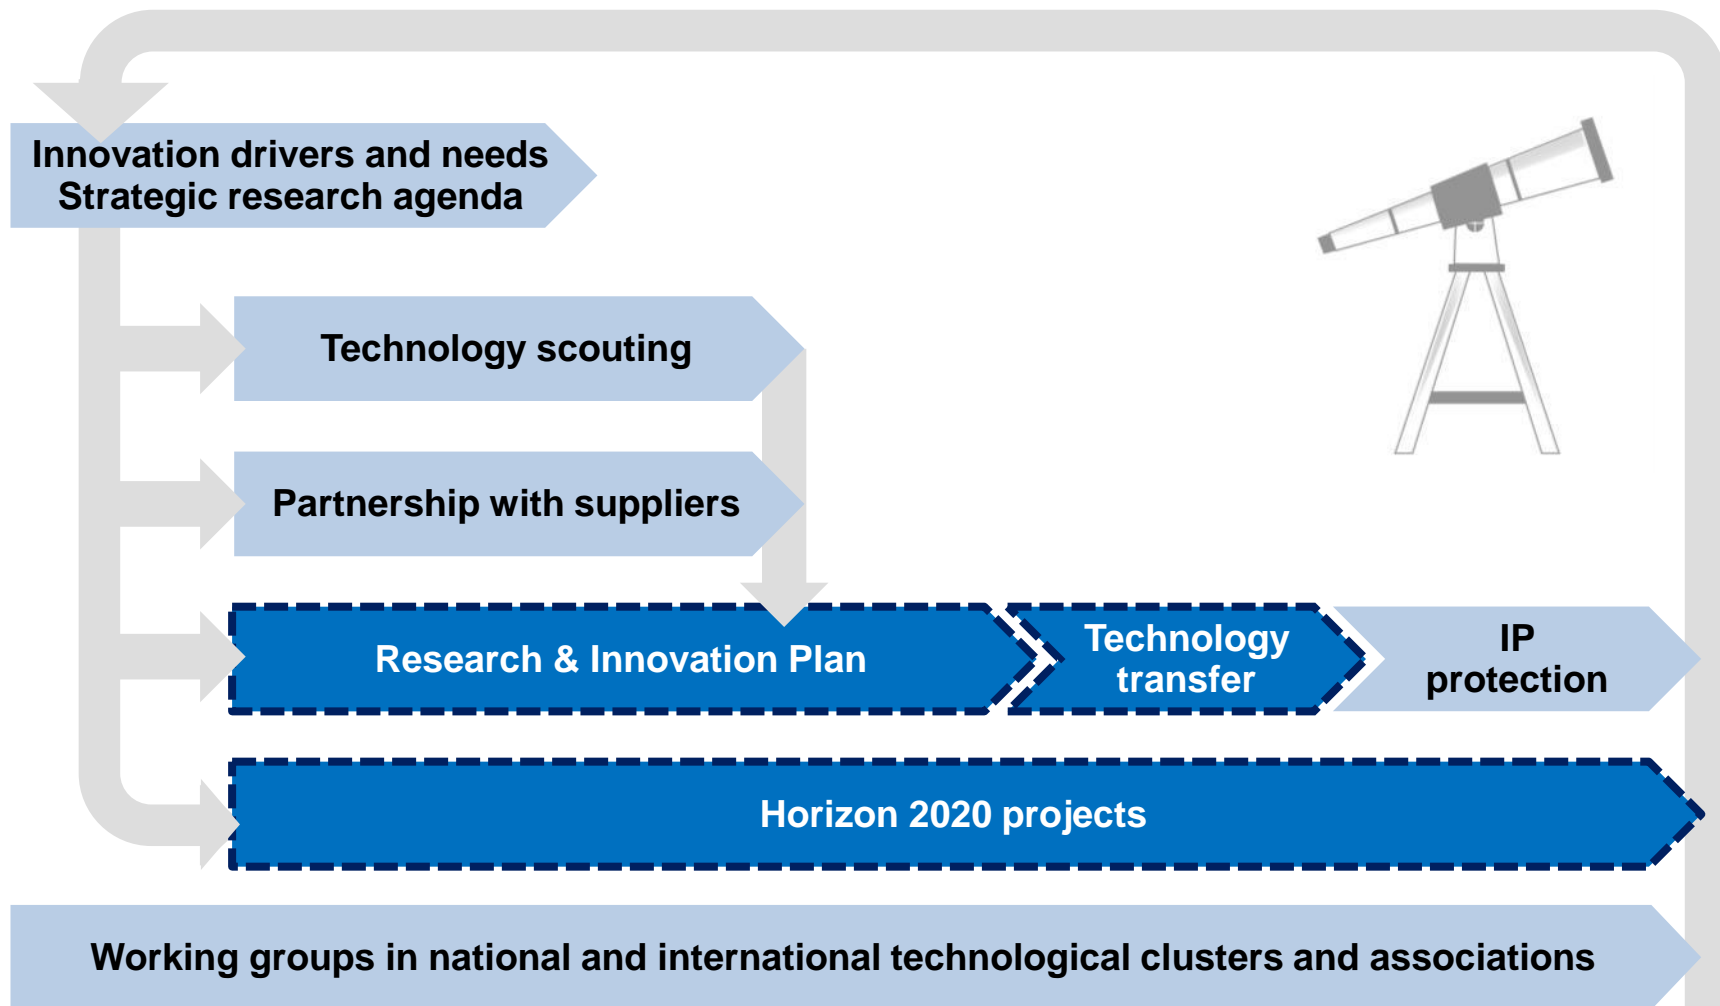 Innovation drivers and needs
Strategic research agenda
Technology scouting
Partnership with suppliers
Research & Innovation Plan
Technology
transfer
IP
protection
Horizon 2020 projects
Working groups in national and international technological clusters and associations